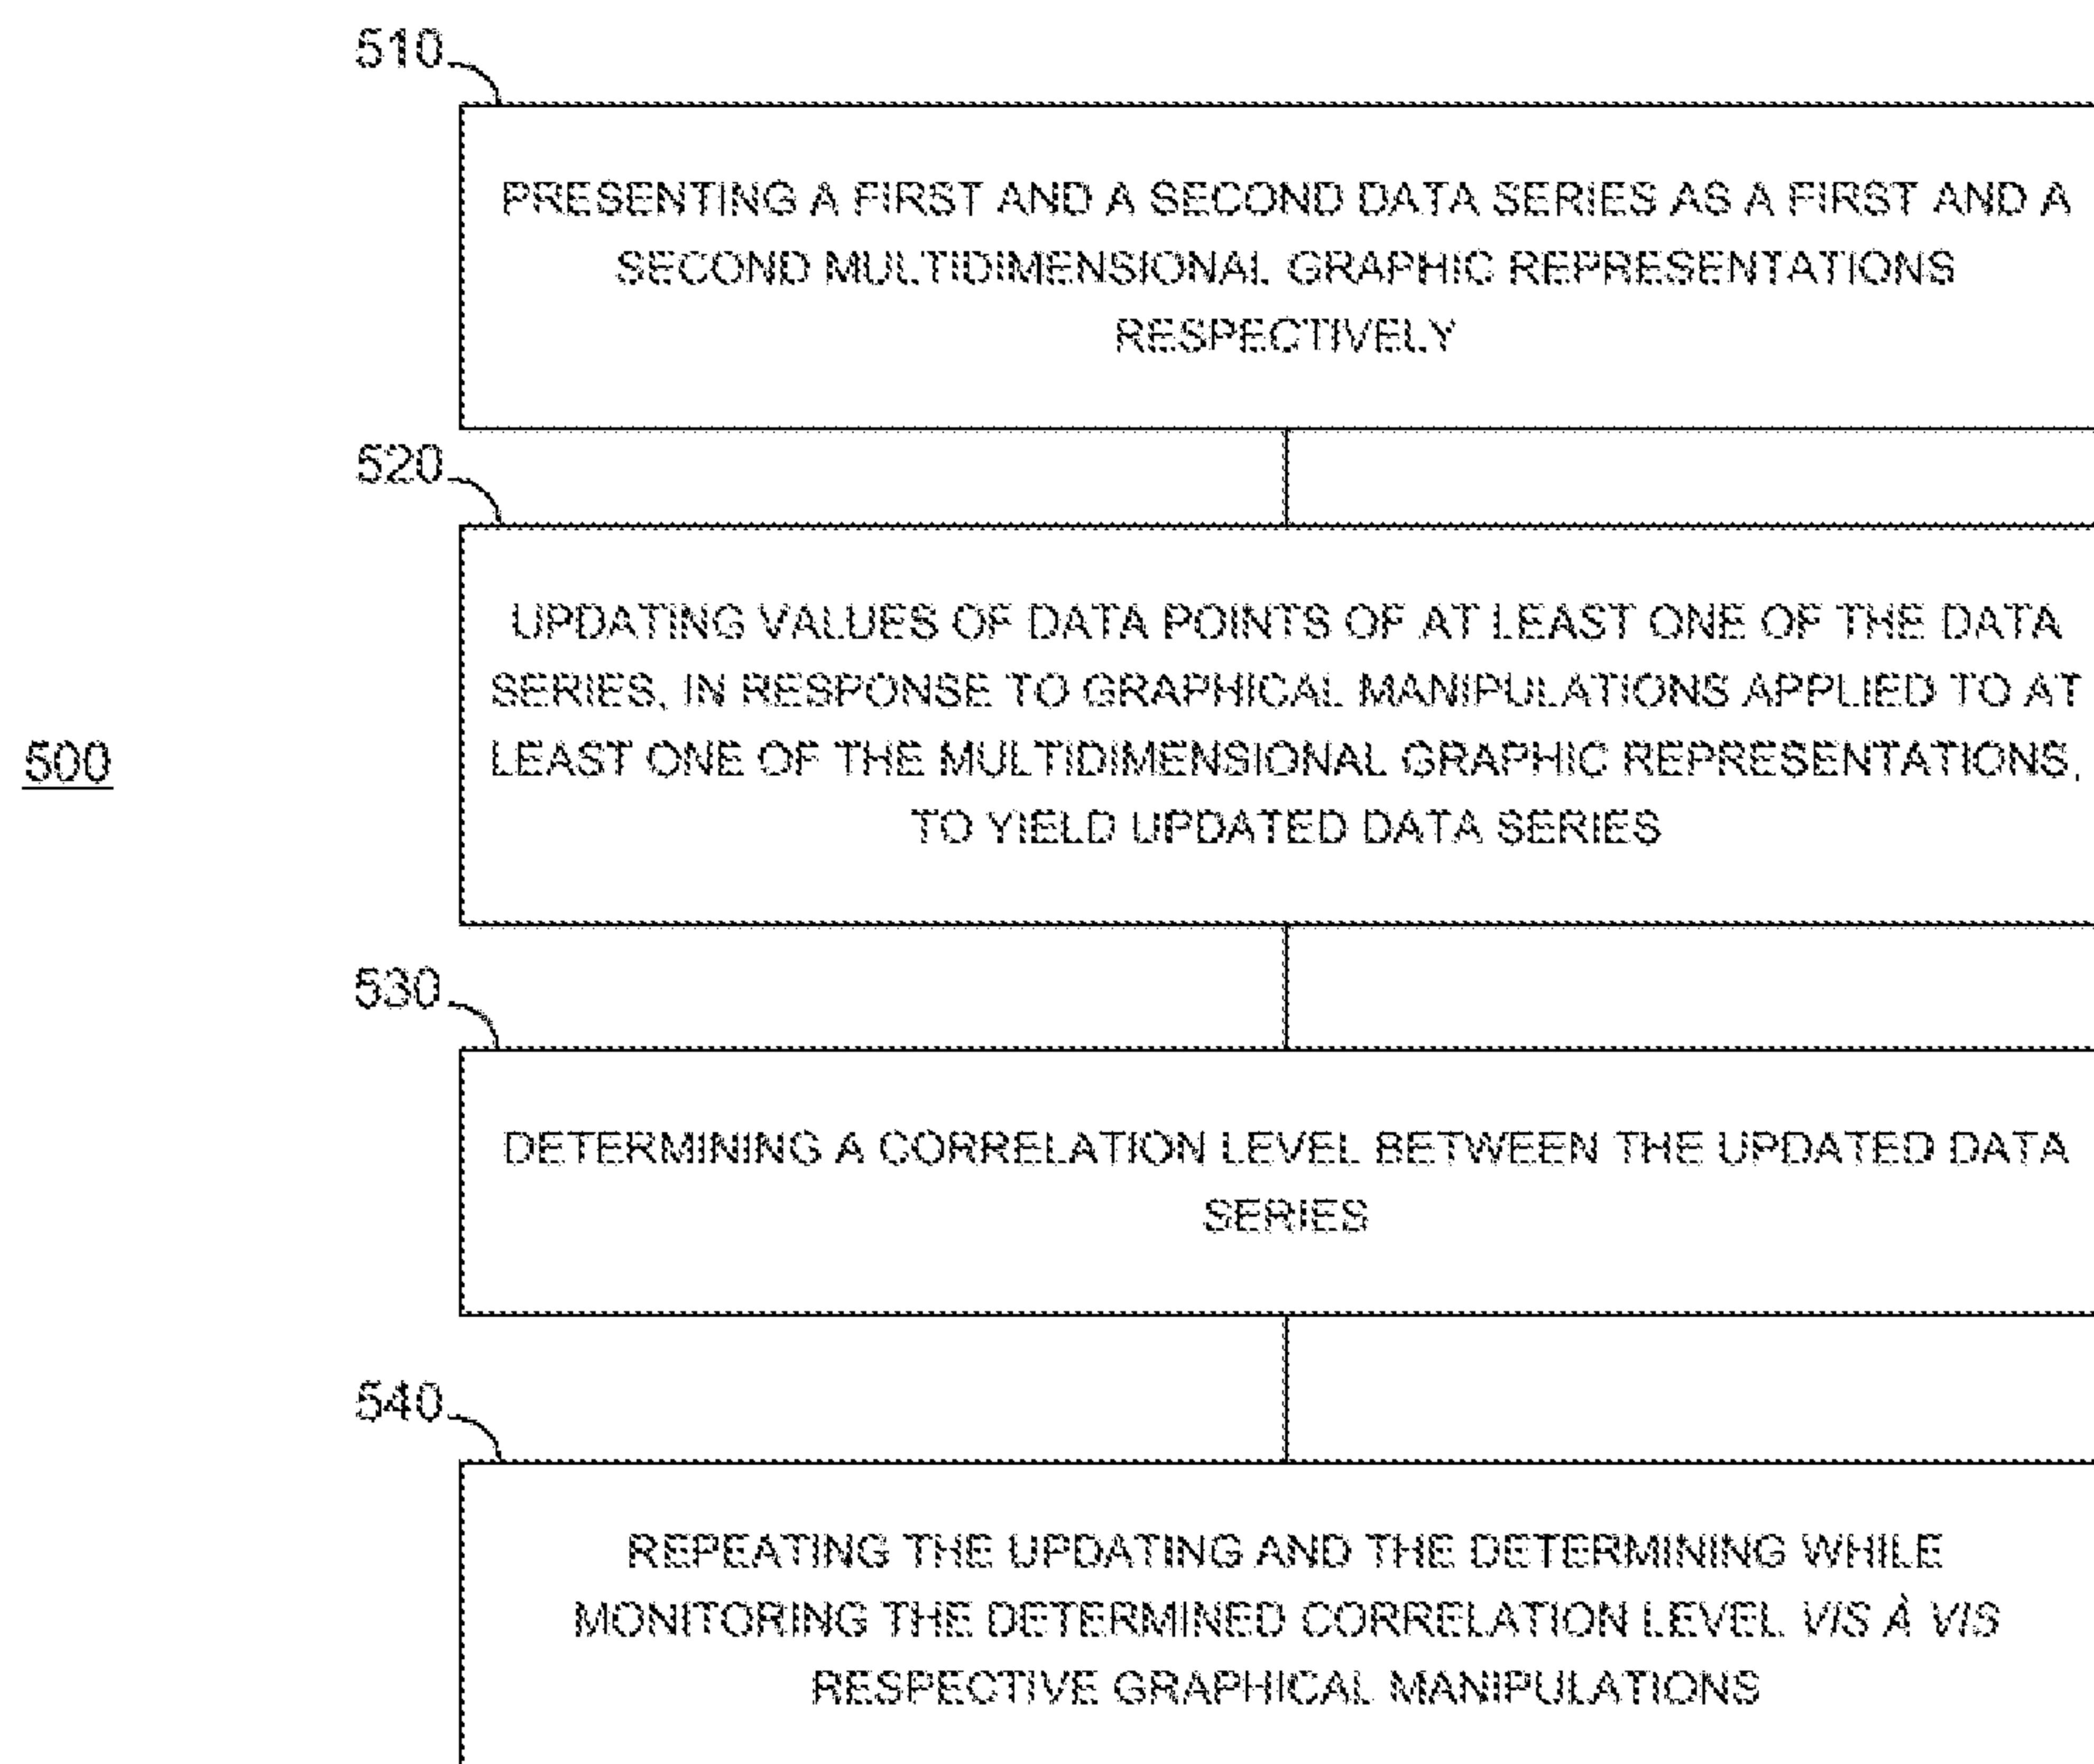 510
PRESENTING A FIRST AND A SECOND DATA SERIES AS A FIRST AND A
SECOND MULTIDIMENSIONAL GRAPHIC REPRESENTATIONS
RESPECTIVELY
520
UPDATING VALUES OF DATA POINTS OF AT LEAST ONE OF THE DATA
SERIES, IN RESPONSE TO GRAPHICAL MANIPULATIONS APPLIED TO AT
LEAST ONE OF THE MULTIDIMENSIONAL GRAPHIC REPRESENTATIONS,
TO YIELD UPDATED DATA SERIES
500
530
DETERMINING A CORRELATION LEVEL BETWEEN THE UPDATED DATA
SERIES
540
REPEATING THE UPDATING AND THE DETERMINING WHILE
MONITORING THE DETERMINED CORRELATION LEVEL VIS À VIS
RESPECTIVE GRAPHICAL MANIPULATIONS